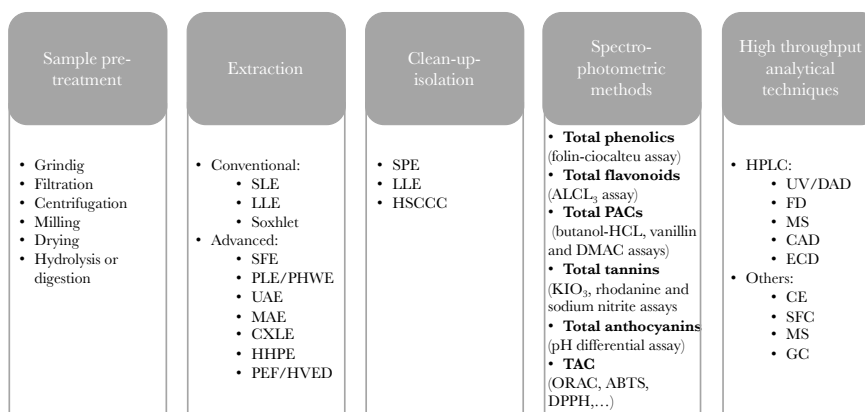 Sample pre-
treatment
• Grindig
• Filtration
• Centrifugation
• Milling
• Drying
• Hydrolysis or
digestion
Extraction
• Conventional:
• SLE
• LLE
• Soxhlet
• Advanced:
• SFE
• PLE/PHWE
• UAE
• MAE
• CXLE
• HHPE
• PEF/HVED
Clean-up-
isolation
• SPE
• LLE
• HSCCC
Spectro-
photometric
methods
• Total phenolics
(folin-ciocalteu assay)
• Total flavonoids
(ALCL₃ assay)
• Total PACs
(butanol-HCL, vanillin
and DMAC assays)
• Total tannins
(KIO₃, rhodanine and
sodium nitrite assays
• Total anthocyanins
(pH differential assay)
• TAC
(ORAC, ABTS,
DPPH,…)
High throughput
analytical
techniques
• HPLC:
• UV/DAD
• FD
• MS
• CAD
• ECD
• Others:
• CE
• SFC
• MS
• GC